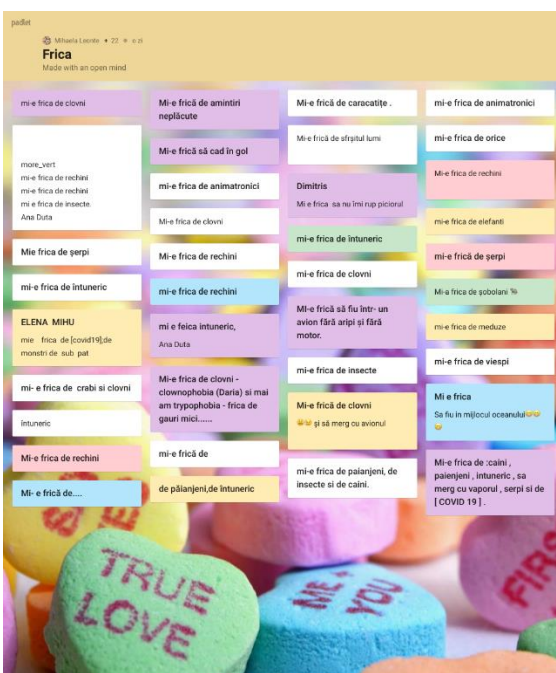 padlet
Mihaela Leonte • 22 • o zi
Frica
Made with an open mind
mi-e frica de clovni
more_vert
mi-e frica de rechini
mi-e frica de rechini
mi e frica de insecte.
Ana Duta
Mie frica de șerpi
mi-e frica de întuneric
ELENA MIHU
mie frica de [covid19],de
monstri de sub pat
mi- e frica de crabi si clovni
întuneric
Mi-e frica de rechini
Mi- e frică de....
Mi-e frică de amintiri
neplăcute
Mi-e frică să cad în gol
mi-e frica de animatronici
Mi-e frica de clovni
Mi-e frica de rechini
mi-e frica de rechini
mi e feica intuneric,
Ana Duta
Mi-e frica de clovni -
clownophobia (Daria) si mai
am trypophobia - frica de
gauri mici......
mi-e frică de
de păianjeni,de întuneric
Mi-e frică de caracatițe .
Mi-e frică de sfrșitul lumi
Dimitris
Mi e frica sa nu îmi rup piciorul
mi-e frica de întuneric
mi-e frica de clovni
MI-e frică să fiu într- un
avion fără aripi și fără
motor.
mi-e frica de insecte
Mi-e frică de clovni
🤡🤡 și să merg cu avionul
mi-e frica de paianjeni, de
insecte si de caini.
mi-e frica de animatronici
mi-e frica de orice
Mi-e frica de rechini
mi-e frica de elefanti
mi-e frică de șerpi
Mi-a frica de șobolani 🐀
mi-e frica de meduze
mi-e frica de viespi
Mi e frica
Sa fiu in mijlocul oceanului
Mi-e frica de :caini ,
paienjeni , intuneric , sa
merg cu vaporul , serpi si de
[ COVID 19 ] .
TRUE
LOVE
ME +
YOU
FIRS